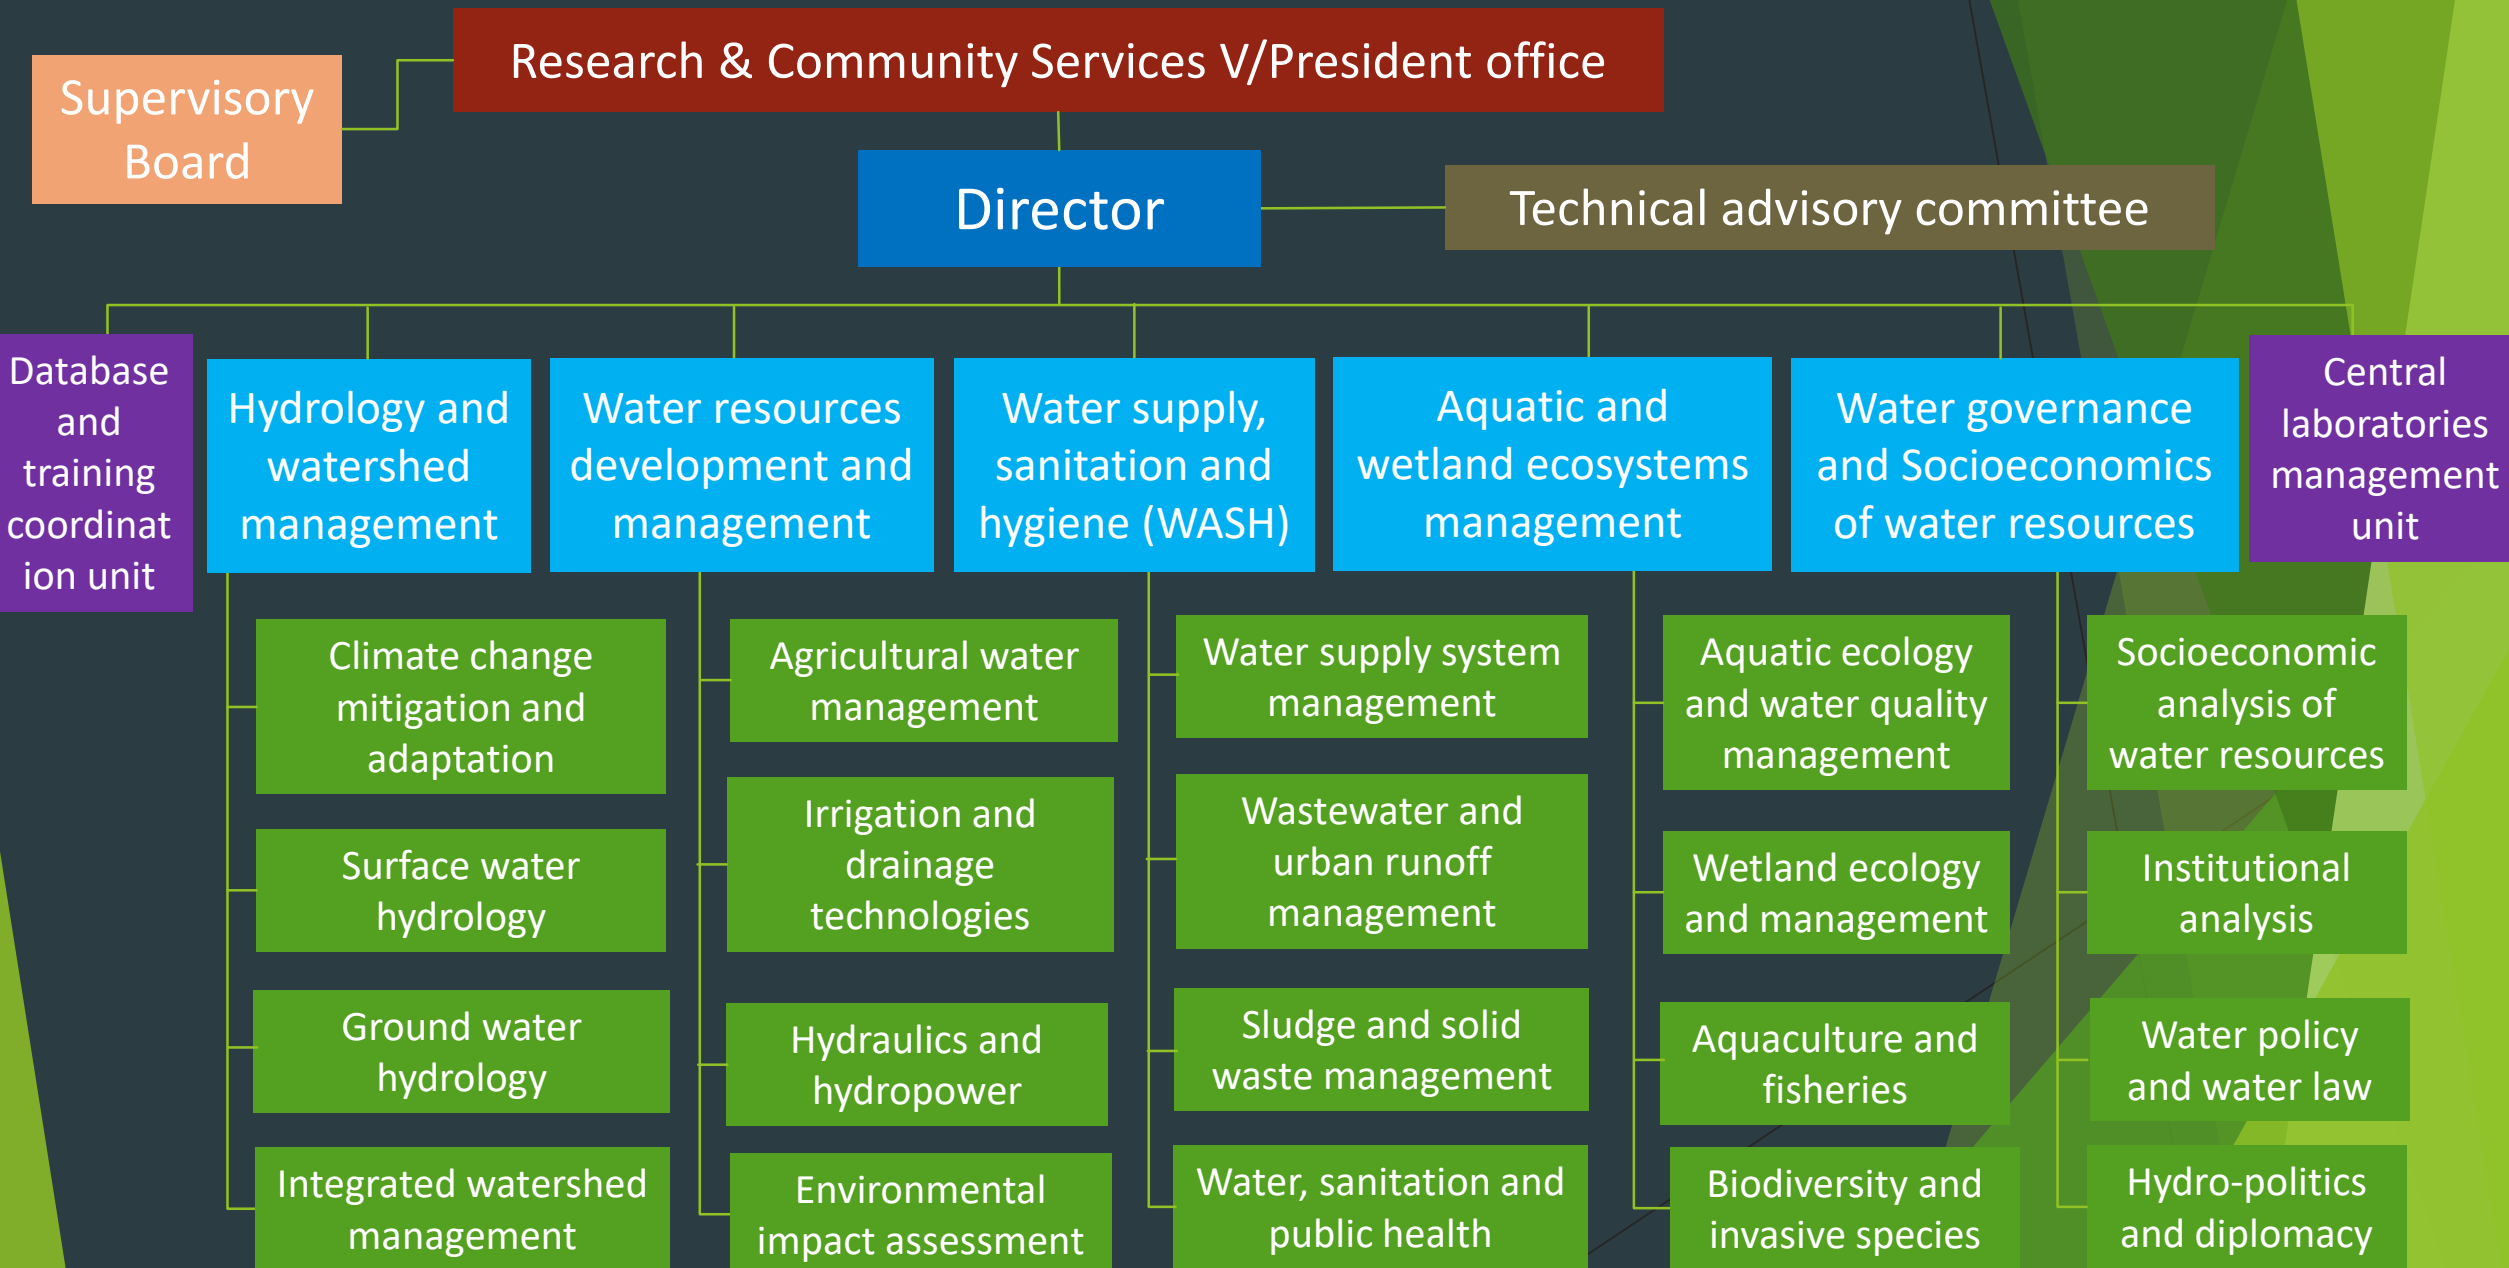 Research & Community Services V/President office
Supervisory
Board
Director
Technical advisory committee
Database
and
training
coordinat
ion unit
Hydrology and
watershed
management
Water resources
development and
management
Water supply,
sanitation and
hygiene (WASH)
Aquatic and
wetland ecosystems
management
Water governance
and Socioeconomics
of water resources
Central
laboratories
management
unit
Climate change
mitigation and
adaptation
Surface water
hydrology
Ground water
hydrology
Integrated watershed
management
Agricultural water
management
Irrigation and
drainage
technologies
Hydraulics and
hydropower
Environmental
impact assessment
Water supply system
management
Wastewater and
urban runoff
management
Sludge and solid
waste management
Water, sanitation and
public health
Aquatic ecology
and water quality
management
Wetland ecology
and management
Aquaculture and
fisheries
Biodiversity and
invasive species
Socioeconomic
analysis of
water resources
Institutional
analysis
Water policy
and water law
Hydro-politics
and diplomacy